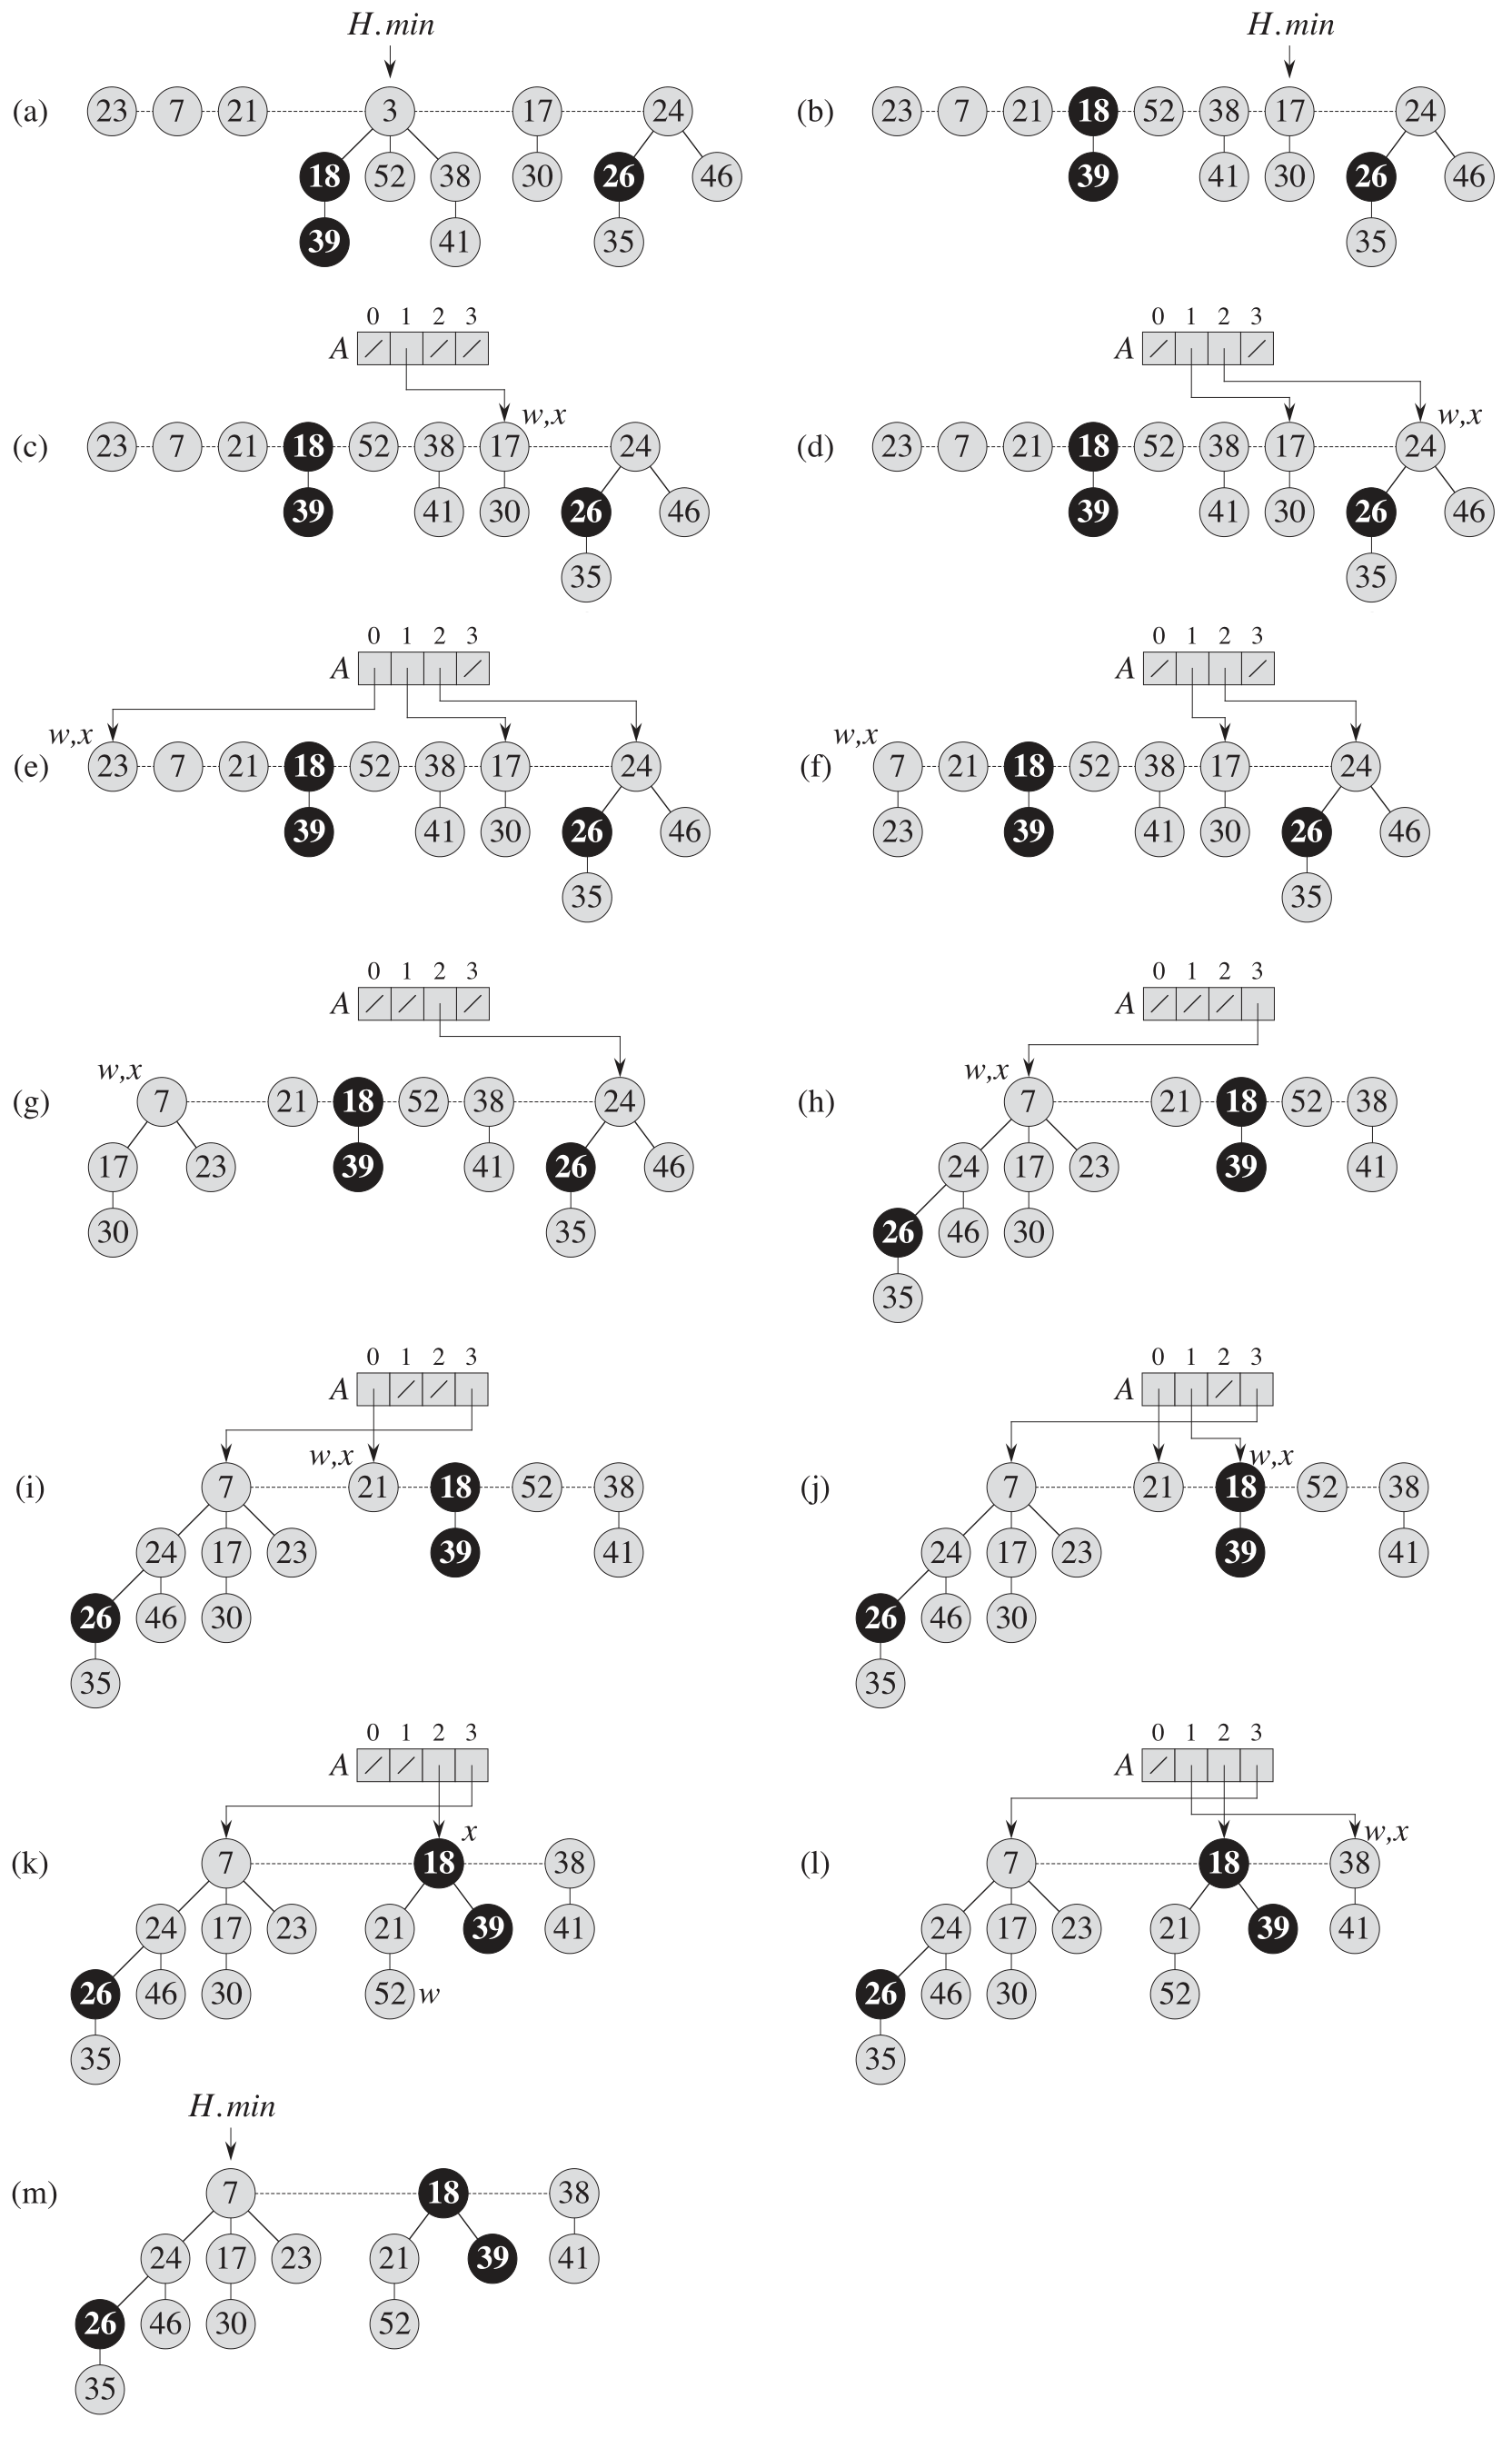 H.min H.min
(a) 23 7 21 3 17 24 (b) 23 7 21 18 52 38 17 24
18 52 38 30 26 46 39 41 30 26 46
39 41 35 35
0 1 2 3 0 1 2 3
A A
w,x w,x
(c) 23 7 21 18 52 38 17 24 (d) 23 7 21 18 52 38 17 24
39 41 30 26 46 39 41 30 26 46
35 35
0 1 2 3 0 1 2 3
A A
w,x w,x
(e) 23 7 21 18 52 38 17 24 (f) 7 21 18 52 38 17 24
39 41 30 26 46 23 39 41 30 26 46
35 35
0 1 2 3 0 1 2 3
A A
w,x w,x
(g) 7 21 18 52 38 24 (h) 7 21 18 52 38
17 23 39 41 26 46 24 17 23 39 41
30 35 26 46 30
35
0 1 2 3 0 1 2 3
A A
w,x w,x
(i) 7 21 18 52 38 (j) 7 21 18 52 38
24 17 23 39 41 24 17 23 39 41
26 46 30 26 46 30
35 35
0 1 2 3 0 1 2 3
A A
x w,x
(k) 7 18 38 (l) 7 18 38
24 17 23 21 39 41 24 17 23 21 39 41
26 46 30 52 w 26 46 30 52
35 35
H.min
(m) 7 18 38
24 17 23 21 39 41
26 46 30 52
35